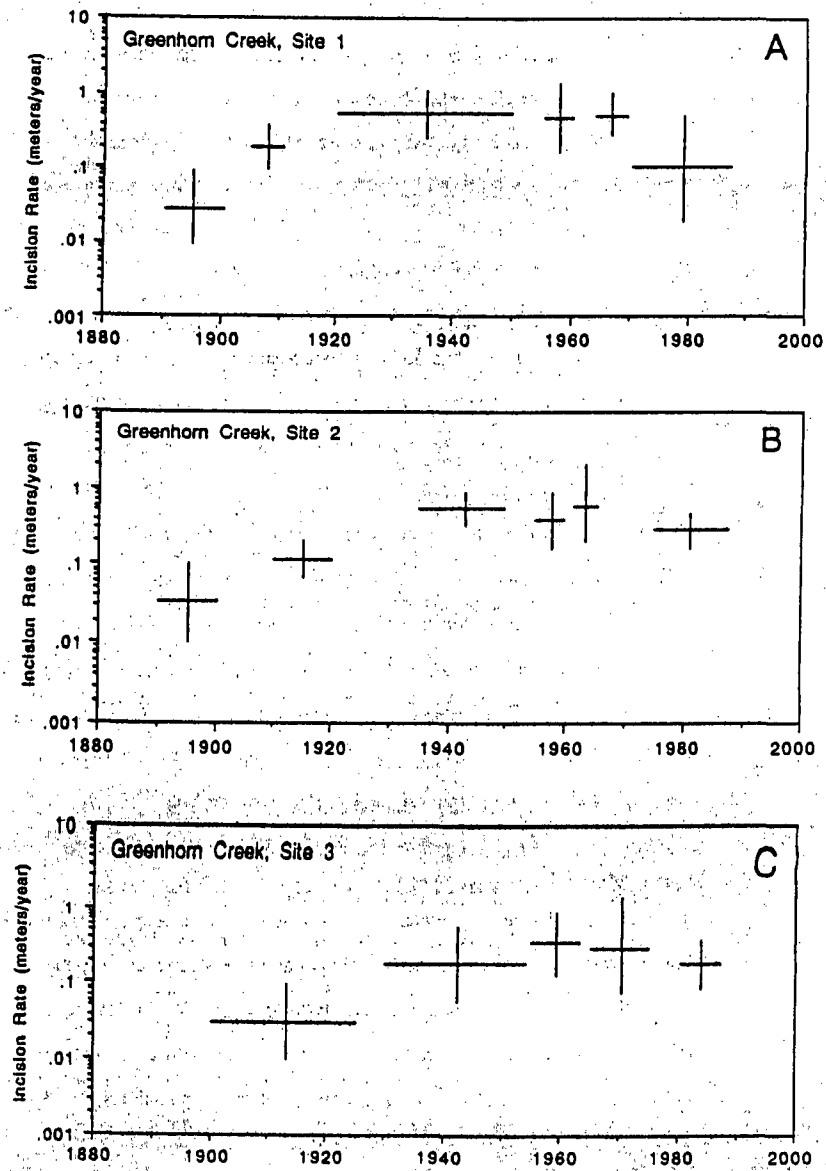 Greenhorn Creek, Site 1
A
Incision Rate (meters/year)
10
1
.1
.01
.001
1880 1900 1920 1940 1960 1980 2000
Greenhorn Creek, Site 2
B
Incision Rate (meters/year)
10
1
.1
.01
.001
1880 1900 1920 1940 1960 1980 2000
Greenhorn Creek, Site 3
C
Incision Rate (meters/year)
10
1
.1
.01
.001
1880 1900 1920 1940 1960 1980 2000